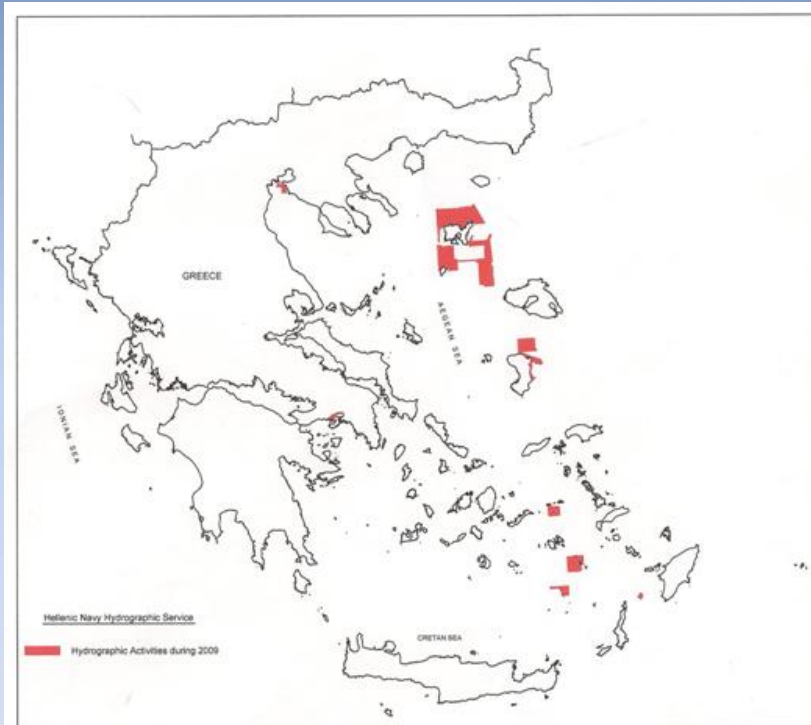 GREECE
AEGEAN SEA
IONIAN SEA
CRETAN SEA
Hellenic Navy Hydrographic Service
Hydrographic Activities during 2009